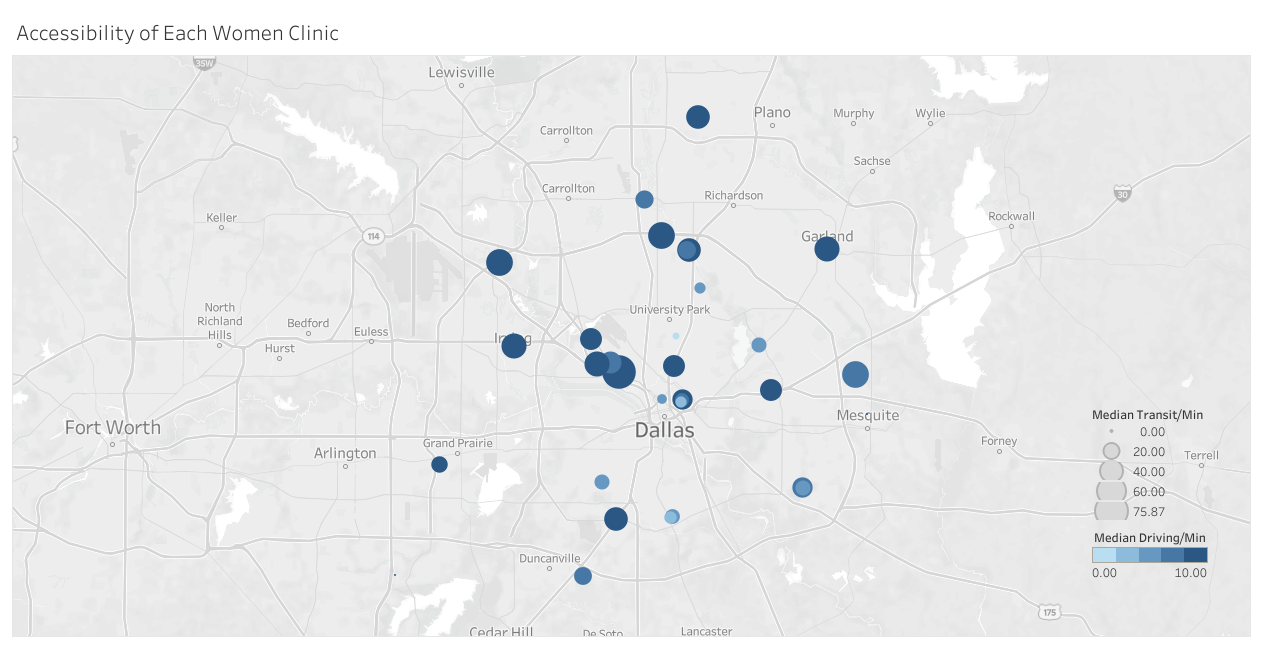 Accessibility of Each Women Clinic
35W
Lewisville
Plano
Murphy
Wylie
Carrollton
Sachse
Carrollton
Richardson
30
Keller
Rockwall
114
Garland
North
Richland
Hills
University Park
Bedford
Euless
Irving
Hurst
Fort Worth
Mesquite
Median Transit/Min
0.00
Dallas
Grand Prairie
Forney
20.00
Arlington
Terrell
40.00
60.00
75.87
Median Driving/Min
Duncanville
0.00 10.00
175
Cedar Hill
De Soto
Lancaster